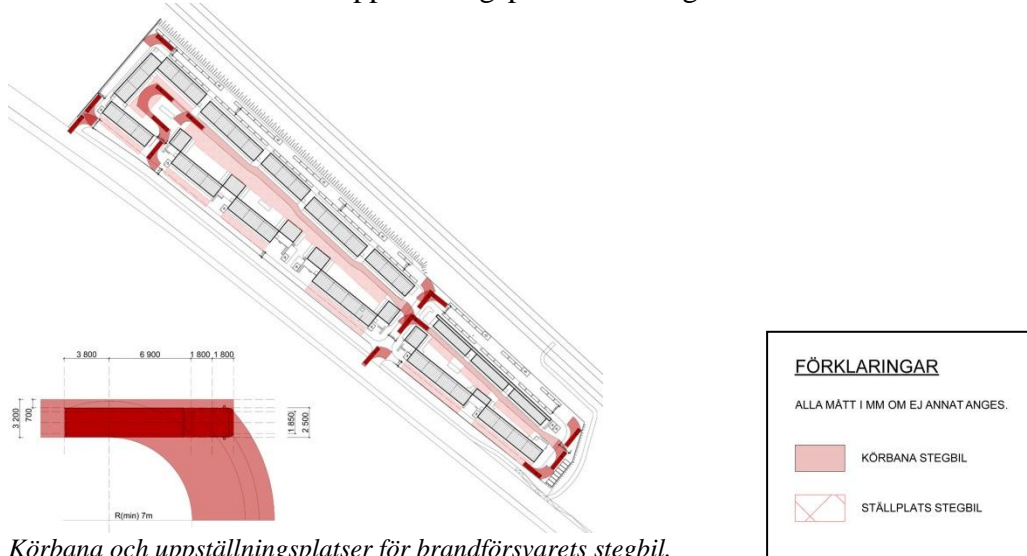 3 800 6 900 1 800 1 800
3 200
700
1 850
2 500
R(min) 7m
Körbana och uppställningsplatser för brandförsvarets stegbil.
FÖRKLARINGAR
ALLA MÅTT I MM OM EJ ANNAT ANGES.
KÖRBANA STEGBIL
STÄLLPLATS STEGBIL